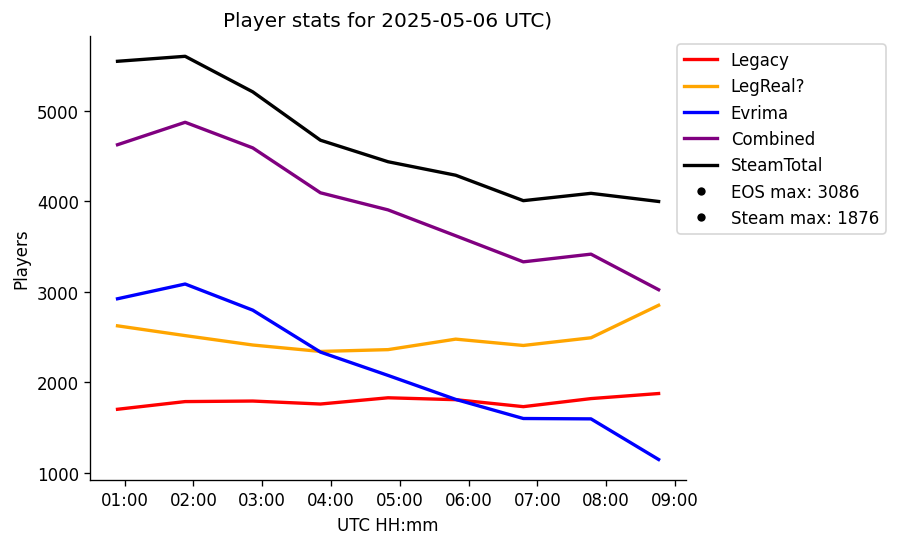 Player stats for 2025-05-06 UTC)
Legacy
LegReal?
Evrima
Combined
SteamTotal
EOS max: 3086
Steam max: 1876
Players
5000
4000
3000
2000
1000
01:00 02:00 03:00 04:00 05:00 06:00 07:00 08:00 09:00
UTC HH:mm